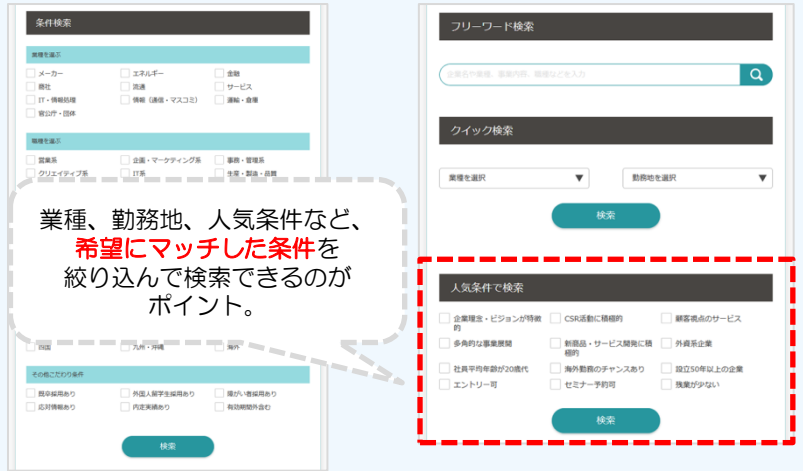 条件検索
業種を選ぶ
メーカー
エネルギー
金融
商社
流通
サービス
IT・情報処理
情報（通信・マスコミ）
運輸・倉庫
官公庁・団体
職種を選ぶ
営業系
企画・マーケティング系
事務・管理系
クリエイティブ系
IT系
生産・製造・品質
業種、勤務地、人気条件など、
希望にマッチした条件を
絞り込んで検索できるのが
ポイント。
四国
九州・沖縄
海外
その他こだわり条件
既卒採用あり
外国人留学生採用あり
障がい者採用あり
応対情報あり
内定実績あり
有効期間外含む
検索
フリーワード検索
企業名や業種、事業内容、職種などを入力
クイック検索
業種を選択
▼
勤務地を選択
▼
検索
人気条件で検索
企業理念・ビジョンが特徴
的
CSR活動に積極的
顧客視点のサービス
多角的な事業展開
新商品・サービス開発に積
極的
外資系企業
社員平均年齢が20歳代
海外勤務のチャンスあり
設立50年以上の企業
エントリー可
セミナー予約可
残業が少ない
検索